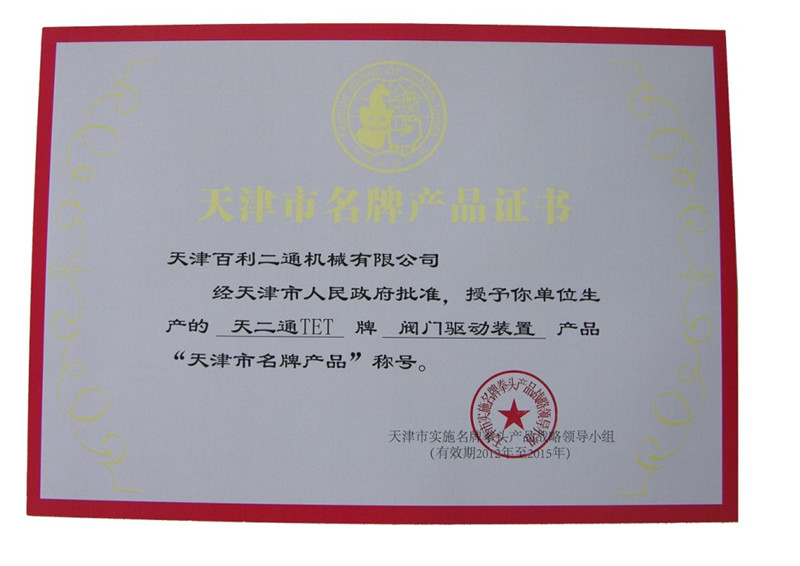 天津市名牌产品证书
天津百利二通机械有限公司
经天津市人民政府批准，授予你单位生
产的 天二通TET 牌 阀门驱动装置 产品
“天津市名牌产品”称号。
天津市实施名牌拳头产品战略领导小组
（有效期2012年至2015年）